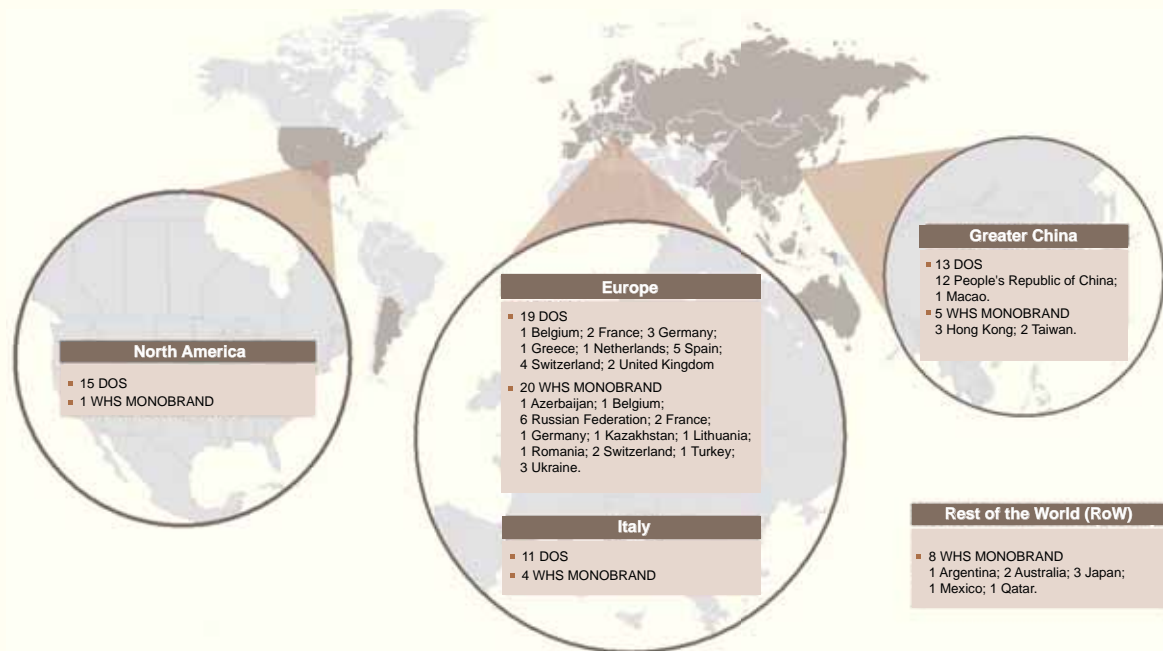 North America
▪ 15 DOS
▪ 1 WHS MONOBRAND
Europe
▪ 19 DOS
1 Belgium; 2 France; 3 Germany;
1 Greece; 1 Netherlands; 5 Spain;
4 Switzerland; 2 United Kingdom
▪ 20 WHS MONOBRAND
1 Azerbaijan; 1 Belgium;
6 Russian Federation; 2 France;
1 Germany; 1 Kazakhstan; 1 Lithuania;
1 Romania; 2 Switzerland; 1 Turkey;
3 Ukraine.
Italy
▪ 11 DOS
▪ 4 WHS MONOBRAND
Greater China
▪ 13 DOS
12 People's Republic of China;
1 Macao.
▪ 5 WHS MONOBRAND
3 Hong Kong; 2 Taiwan.
Rest of the World (RoW)
▪ 8 WHS MONOBRAND
1 Argentina; 2 Australia; 3 Japan;
1 Mexico; 1 Qatar.